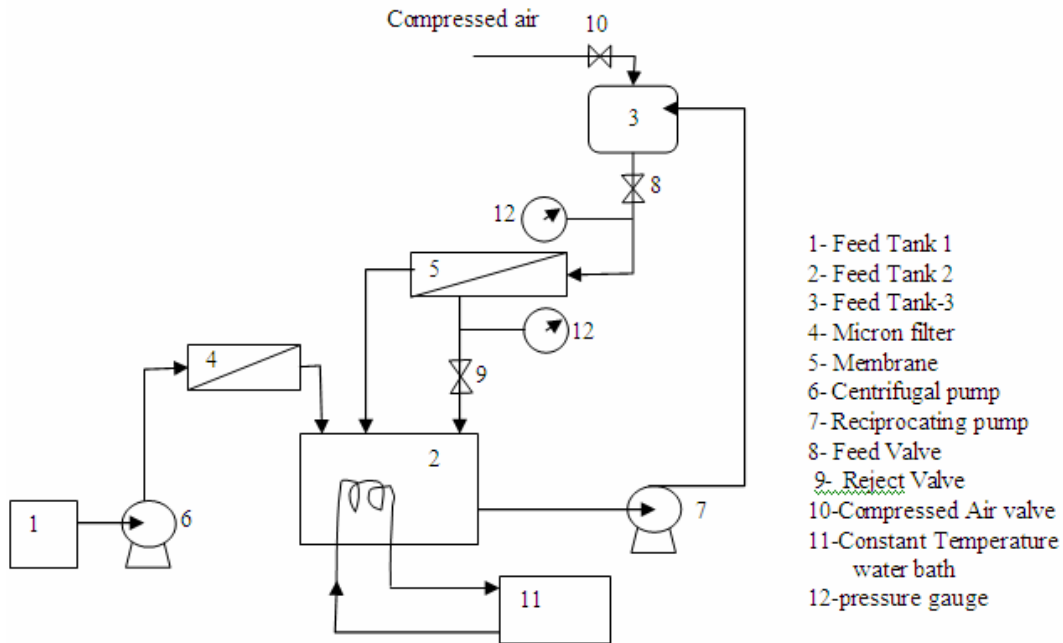 Compressed air
10
3
8
12
5
12
4
9
2
1
6
7
11
1- Feed Tank 1
2- Feed Tank 2
3- Feed Tank-3
4- Micron filter
5- Membrane
6- Centrifugal pump
7- Reciprocating pump
8- Feed Valve
9- Reject Valve
10-Compressed Air valve
11-Constant Temperature
water bath
12-pressure gauge